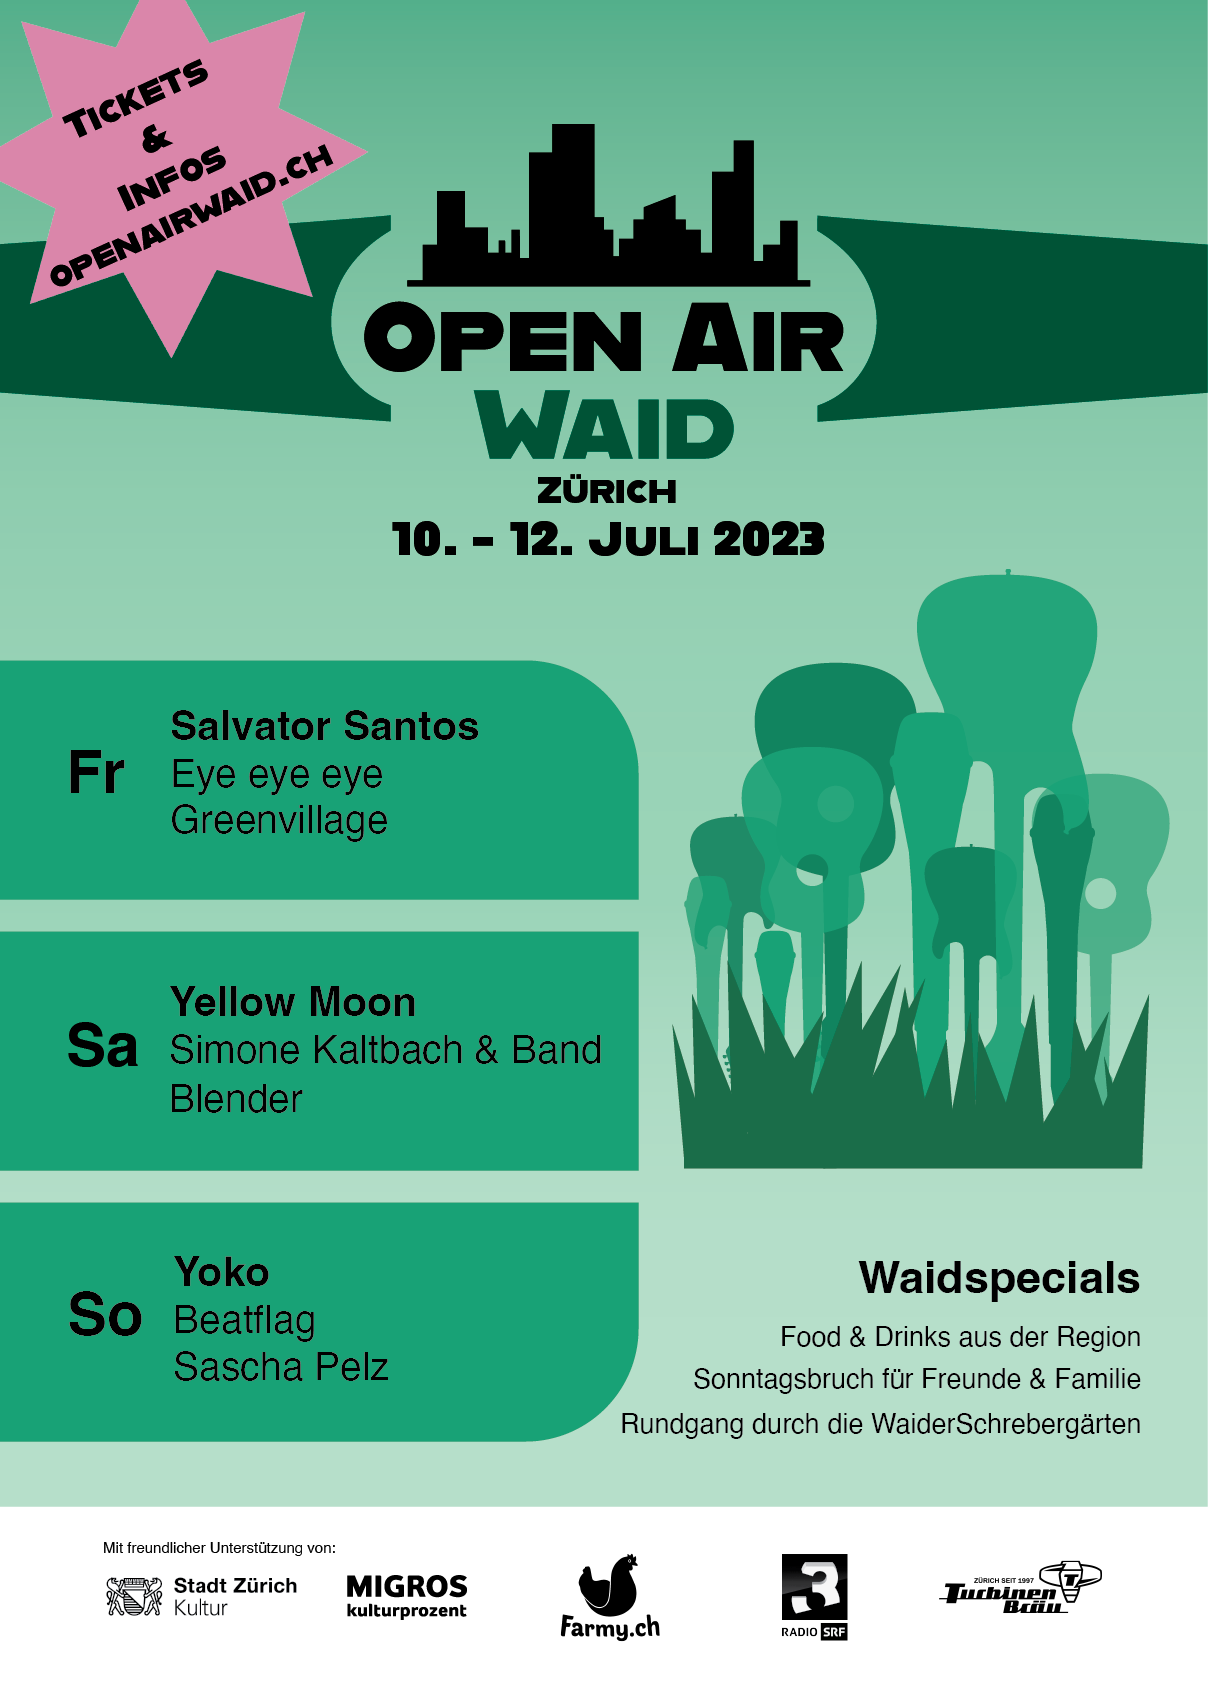 TICKETS
&
INFOS
OPENAIRWAID.CH
OPEN AIR
WAID
ZÜRICH
10. – 12. JULI 2023
Fr
Salvator Santos
Eye eye eye
Greenvillage
Sa
Yellow Moon
Simone Kaltbach & Band
Blender
So
Yoko
Beatflag
Sascha Pelz
Waidspecials
Food & Drinks aus der Region
Sonntagsbruch für Freunde & Familie
Rundgang durch die WaiderSchrebergärten
Mit freundlicher Unterstützung von:
Stadt Zürich
Kultur
MIGROS
kulturprozent
Farmy.ch
3
RADIO SRF
ZÜRICH SEIT 1997
T
Turbinen
Bräu